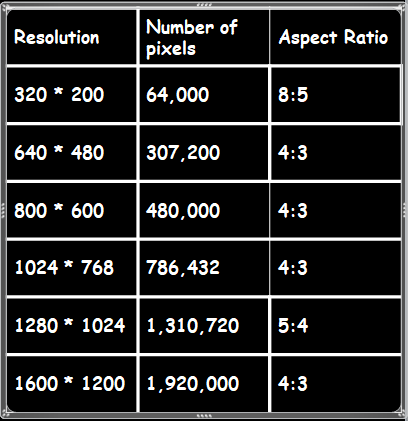 Resolution Number of pixels Aspect Ratio
320 * 200 64,000 8:5
640 * 480 307,200 4:3
800 * 600 480,000 4:3
1024 * 768 786,432 4:3
1280 * 1024 1,310,720 5:4
1600 * 1200 1,920,000 4:3